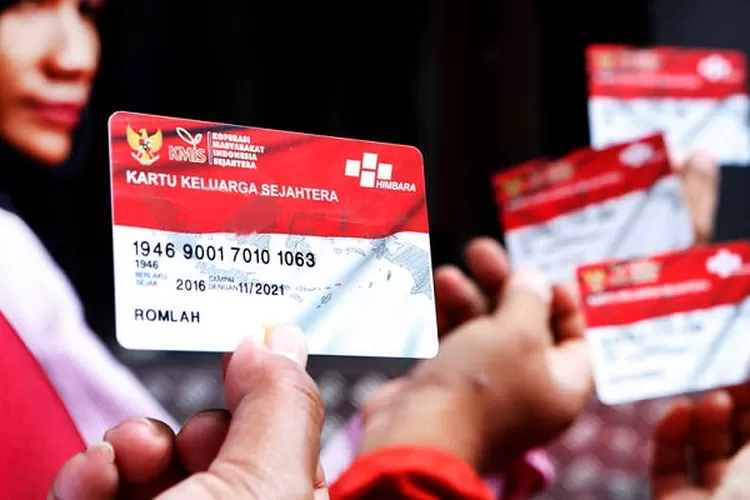 KMIS
KOPERASI
MASYARAKAT
INDONESIA
SEJAHTERA
HIMBARA
KARTU KELUARGA SEJAHTERA
1946 9001 7010 1063
1946
BERLAKU SEJAK 2016 SAMPAI DENGAN 11/2021
ROMLAH